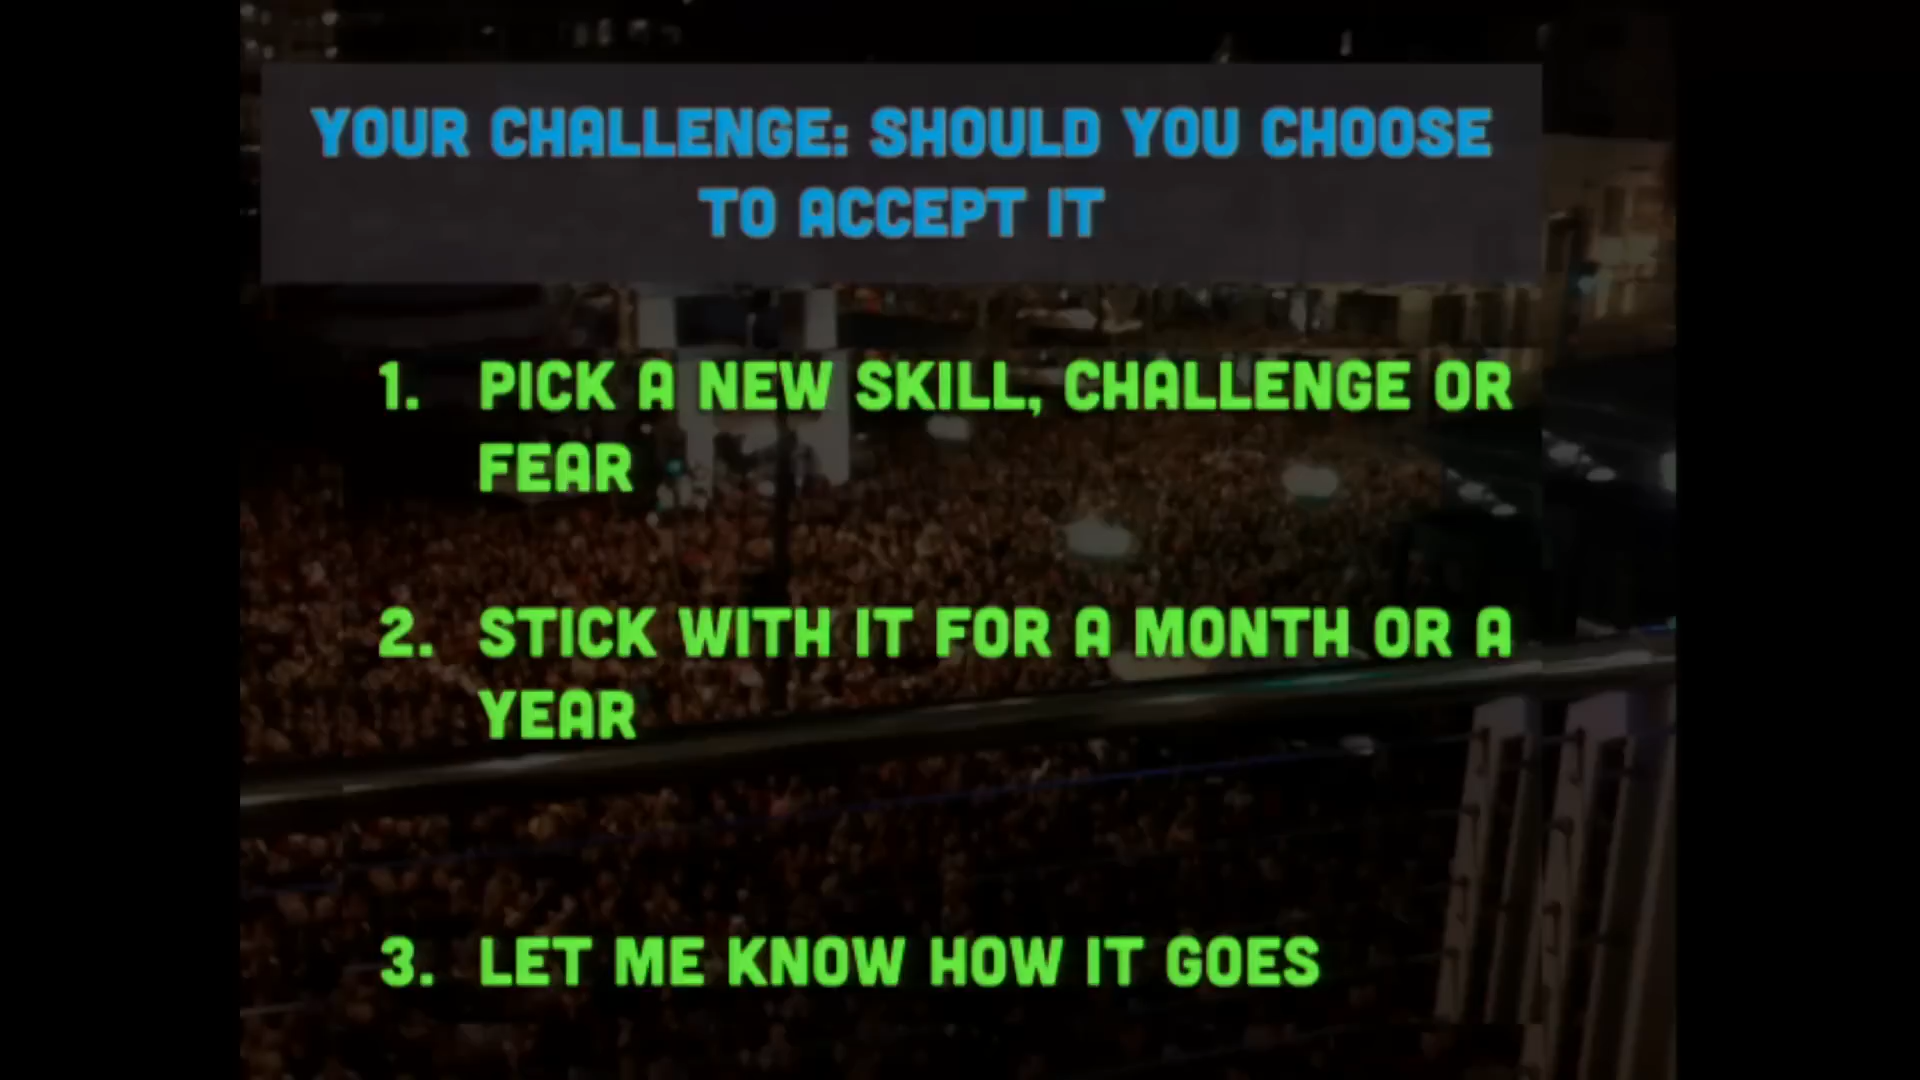 YOUR CHALLENGE: SHOULD YOU CHOOSE
TO ACCEPT IT
1. PICK A NEW SKILL, CHALLENGE OR
FEAR
2. STICK WITH IT FOR A MONTH OR A
YEAR
3. LET ME KNOW HOW IT GOES